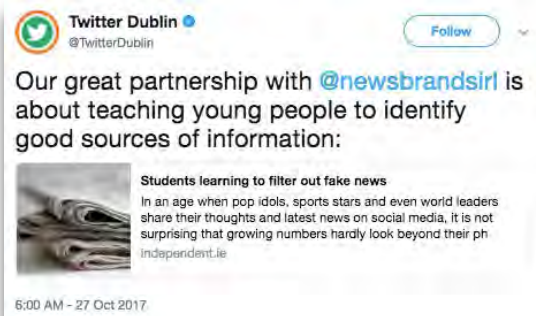 Twitter Dublin
@TwitterDublin
Follow
Our great partnership with @newsbrandsirl is
about teaching young people to identify
good sources of information:
Students learning to filter out fake news
In an age when pop idols, sports stars and even world leaders
share their thoughts and latest news on social media, it is not
surprising that growing numbers hardly look beyond their ph
independent.ie
6:00 AM - 27 Oct 2017